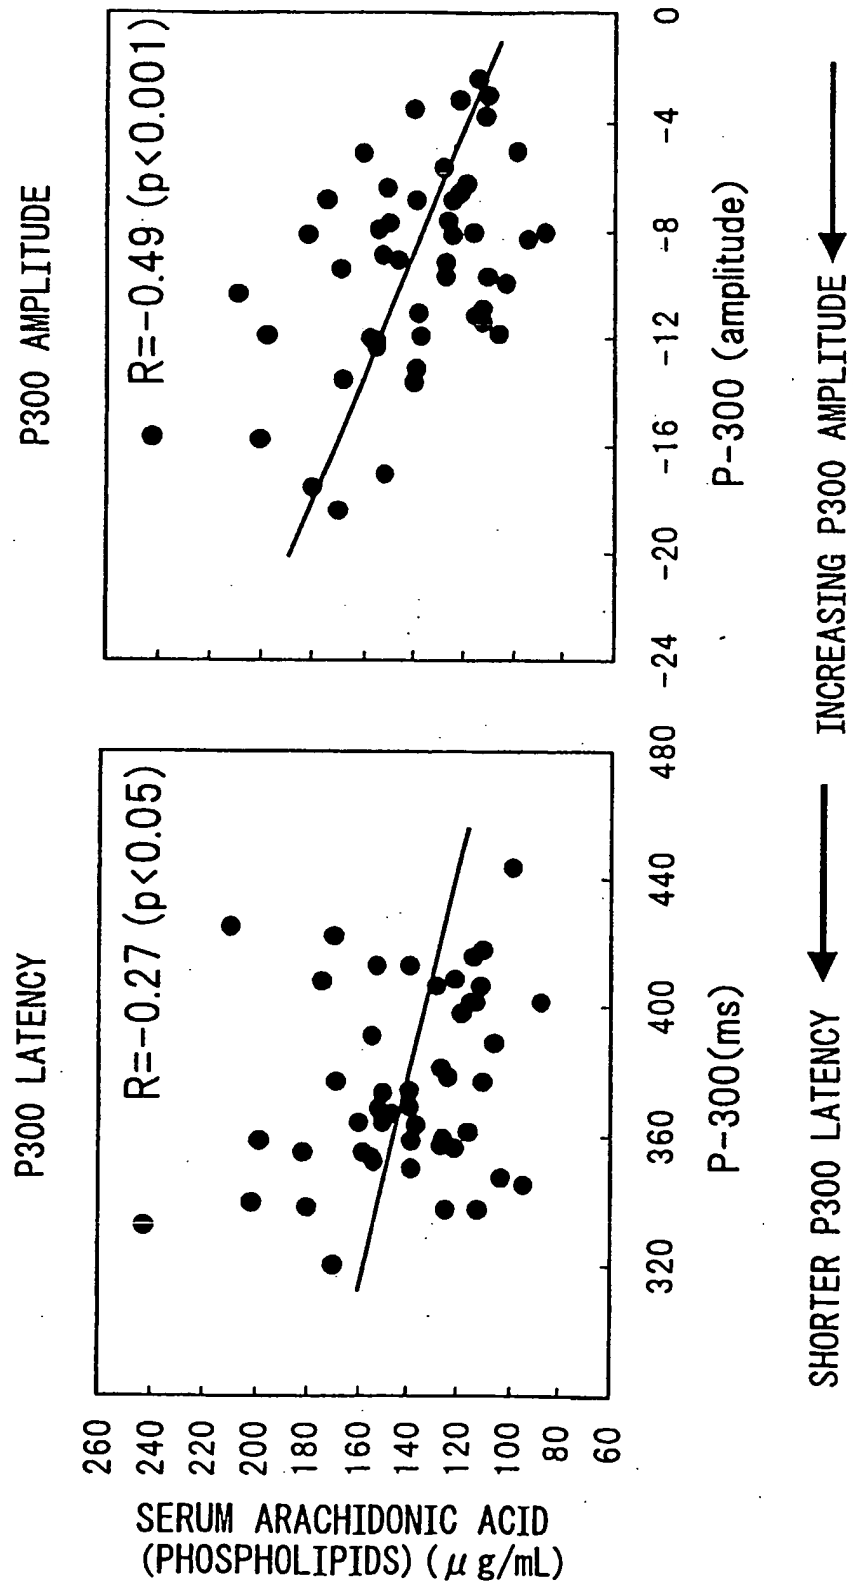 P300 LATENCY
R=-0.27 (p<0.05)
260
240
220
200
180
160
140
120
100
80
60
SERUM ARACHIDONIC ACID
(PHOSPHOLIPIDS) (μg/mL)
320
360
400
440
480
P-300(ms)
SHORTER P300 LATENCY
P300 AMPLITUDE
R=-0.49 (p<0.001)
-24
-20
-16
-12
-8
-4
0
P-300 (amplitude)
INCREASING P300 AMPLITUDE